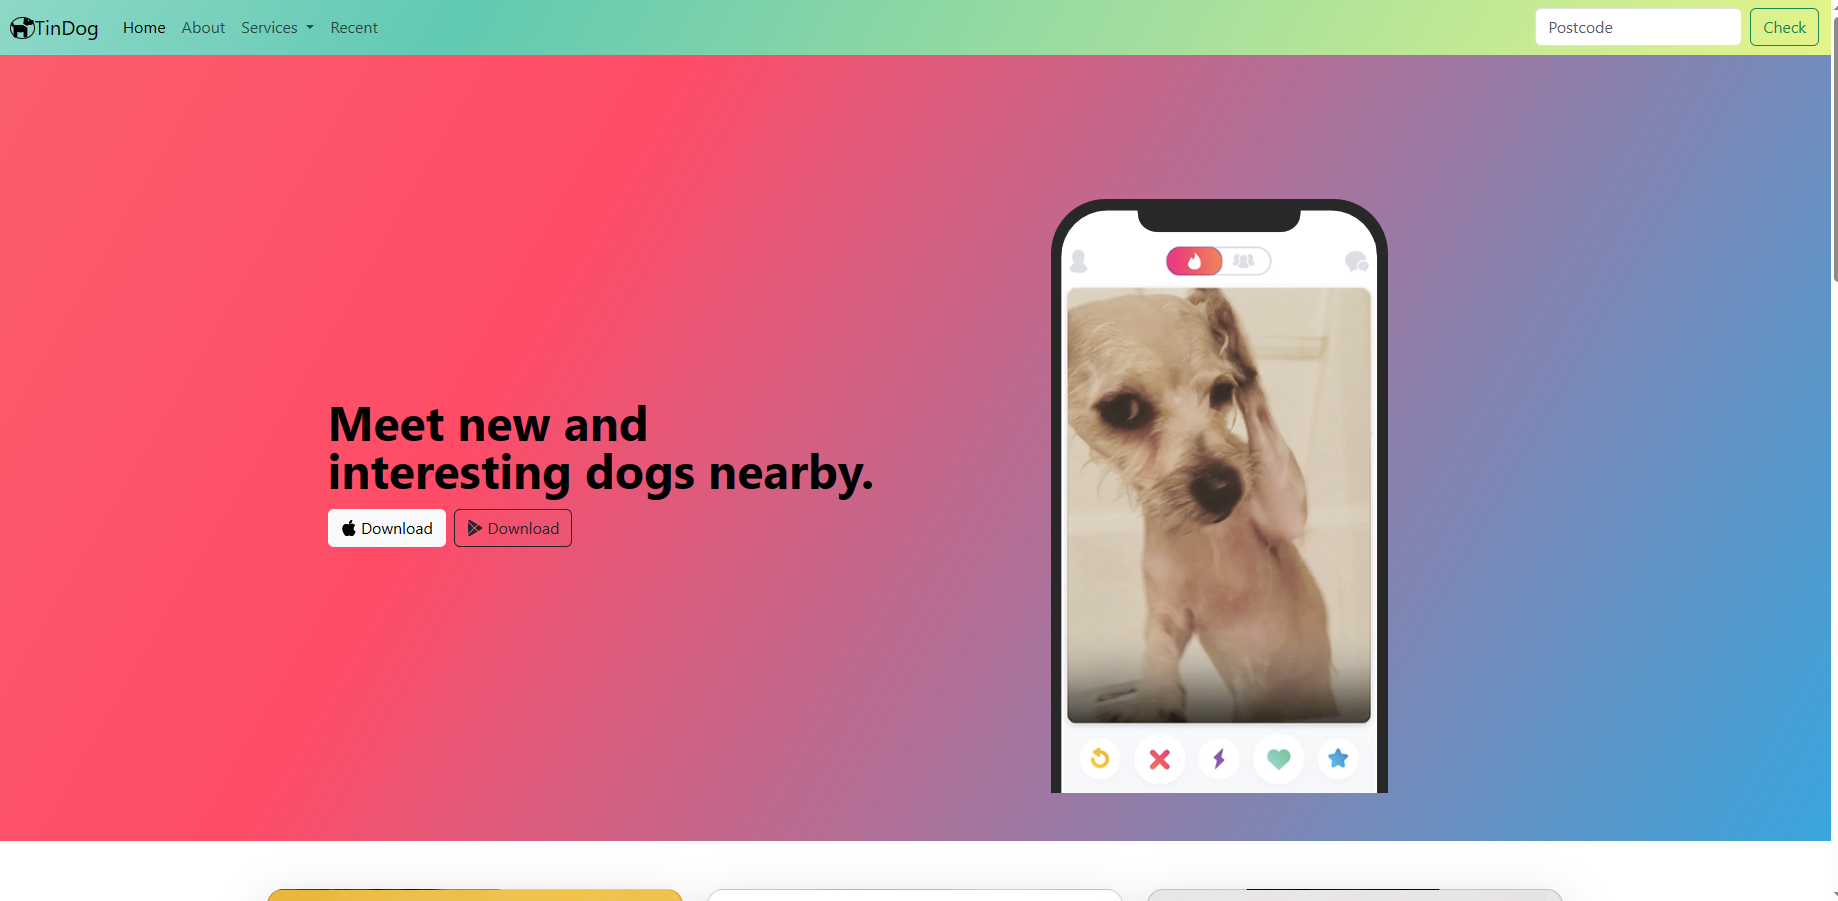 TinDog Home About Services Recent Postcode Check
Meet new and
interesting dogs nearby.
Download Download